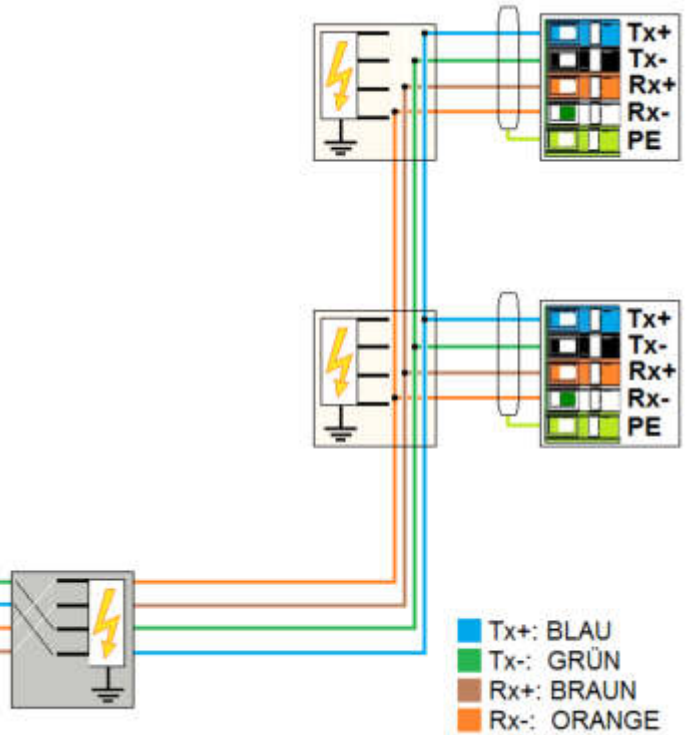 Tx+
Tx-
Rx+
Rx-
PE
Tx+
Tx-
Rx+
Rx-
PE
Tx+: BLAU
Tx-: GRÜN
Rx+: BRAUN
Rx-: ORANGE